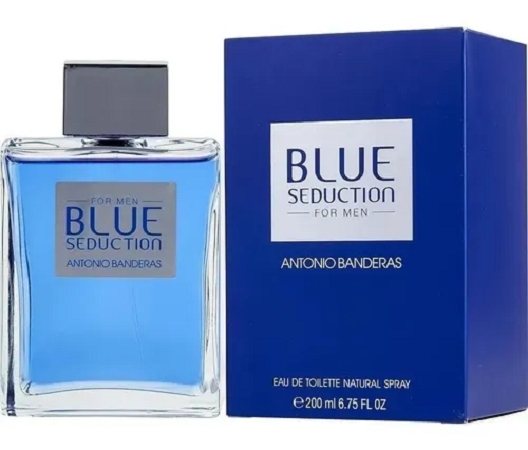 FOR MEN
BLUE
SEDUCTION
ANTONIO BANDERAS
BLUE
SEDUCTION
FOR MEN
ANTONIO BANDERAS
EAU DE TOILETTE NATURAL SPRAY
℮200 ml 6.75 FL OZ